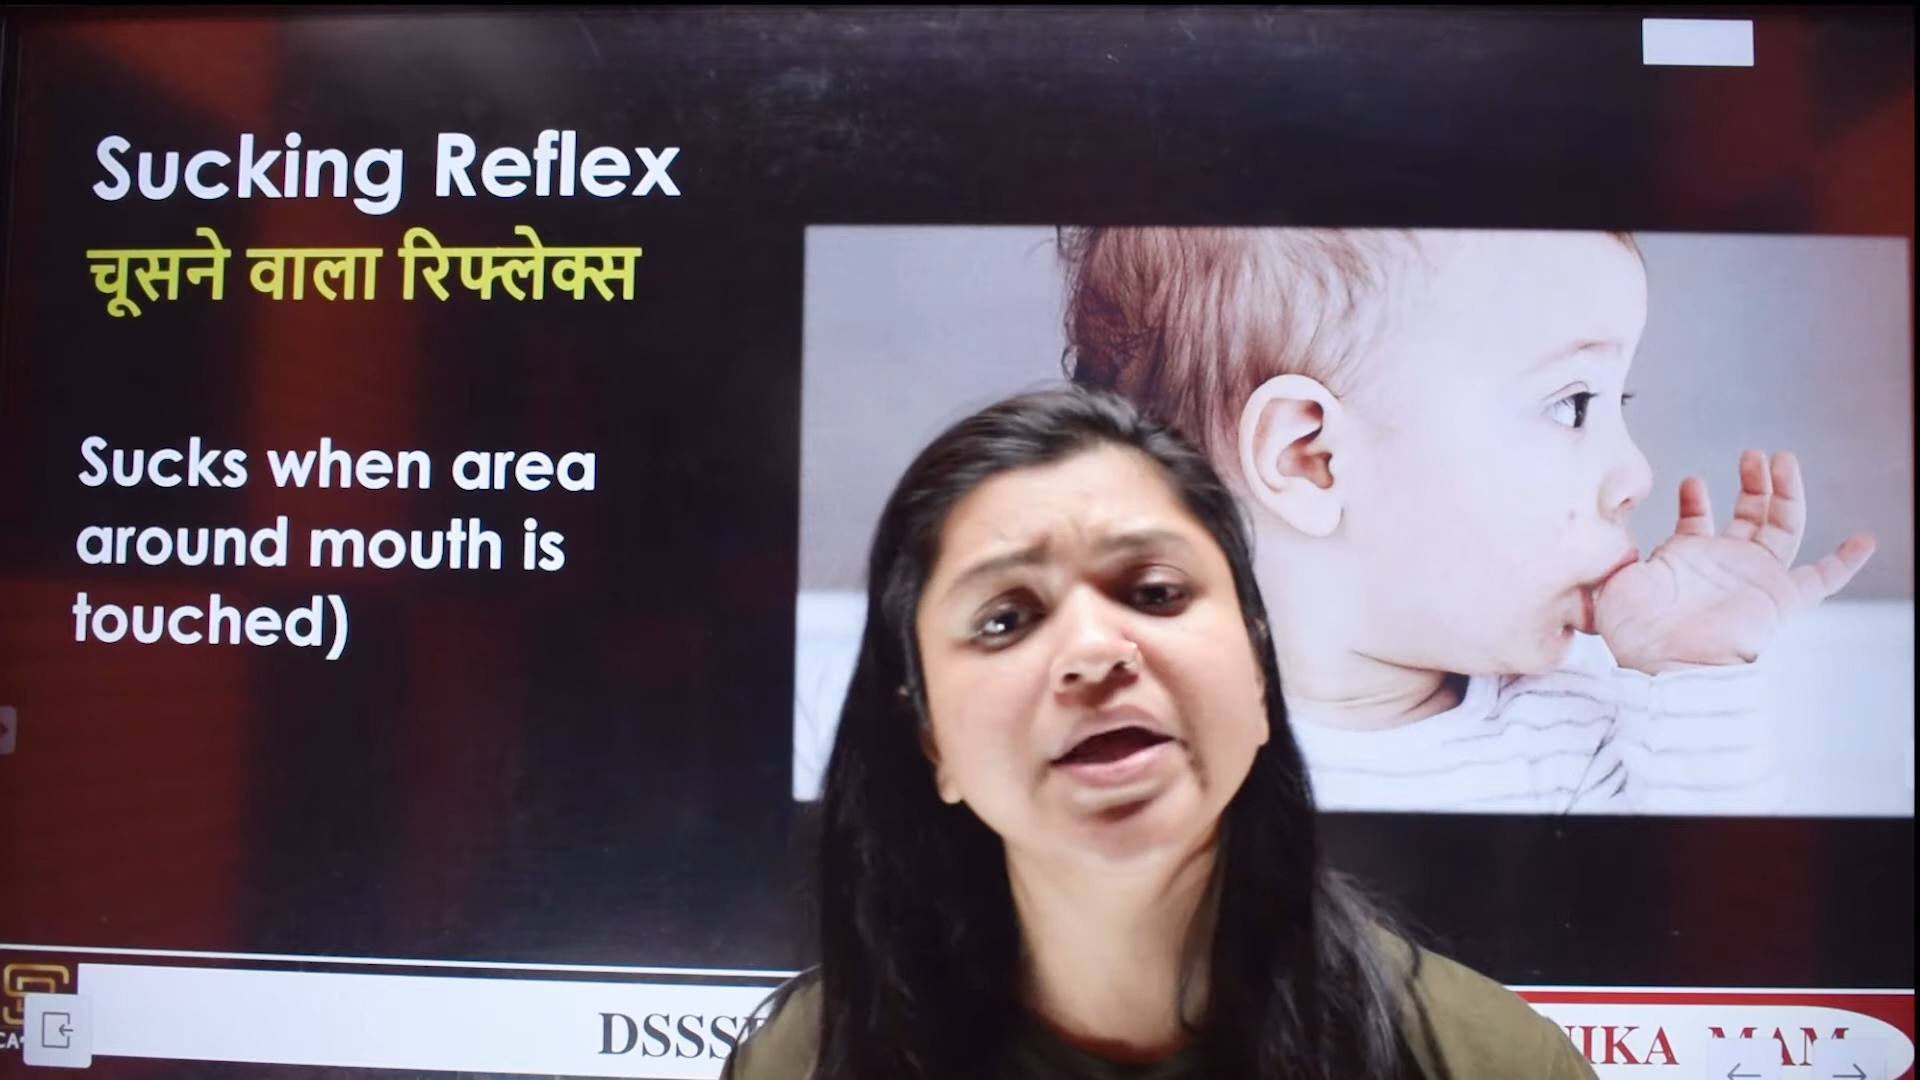 Sucking Reflex
चूसने वाला रिफ्लेक्स
Sucks when area
around mouth is
touched)